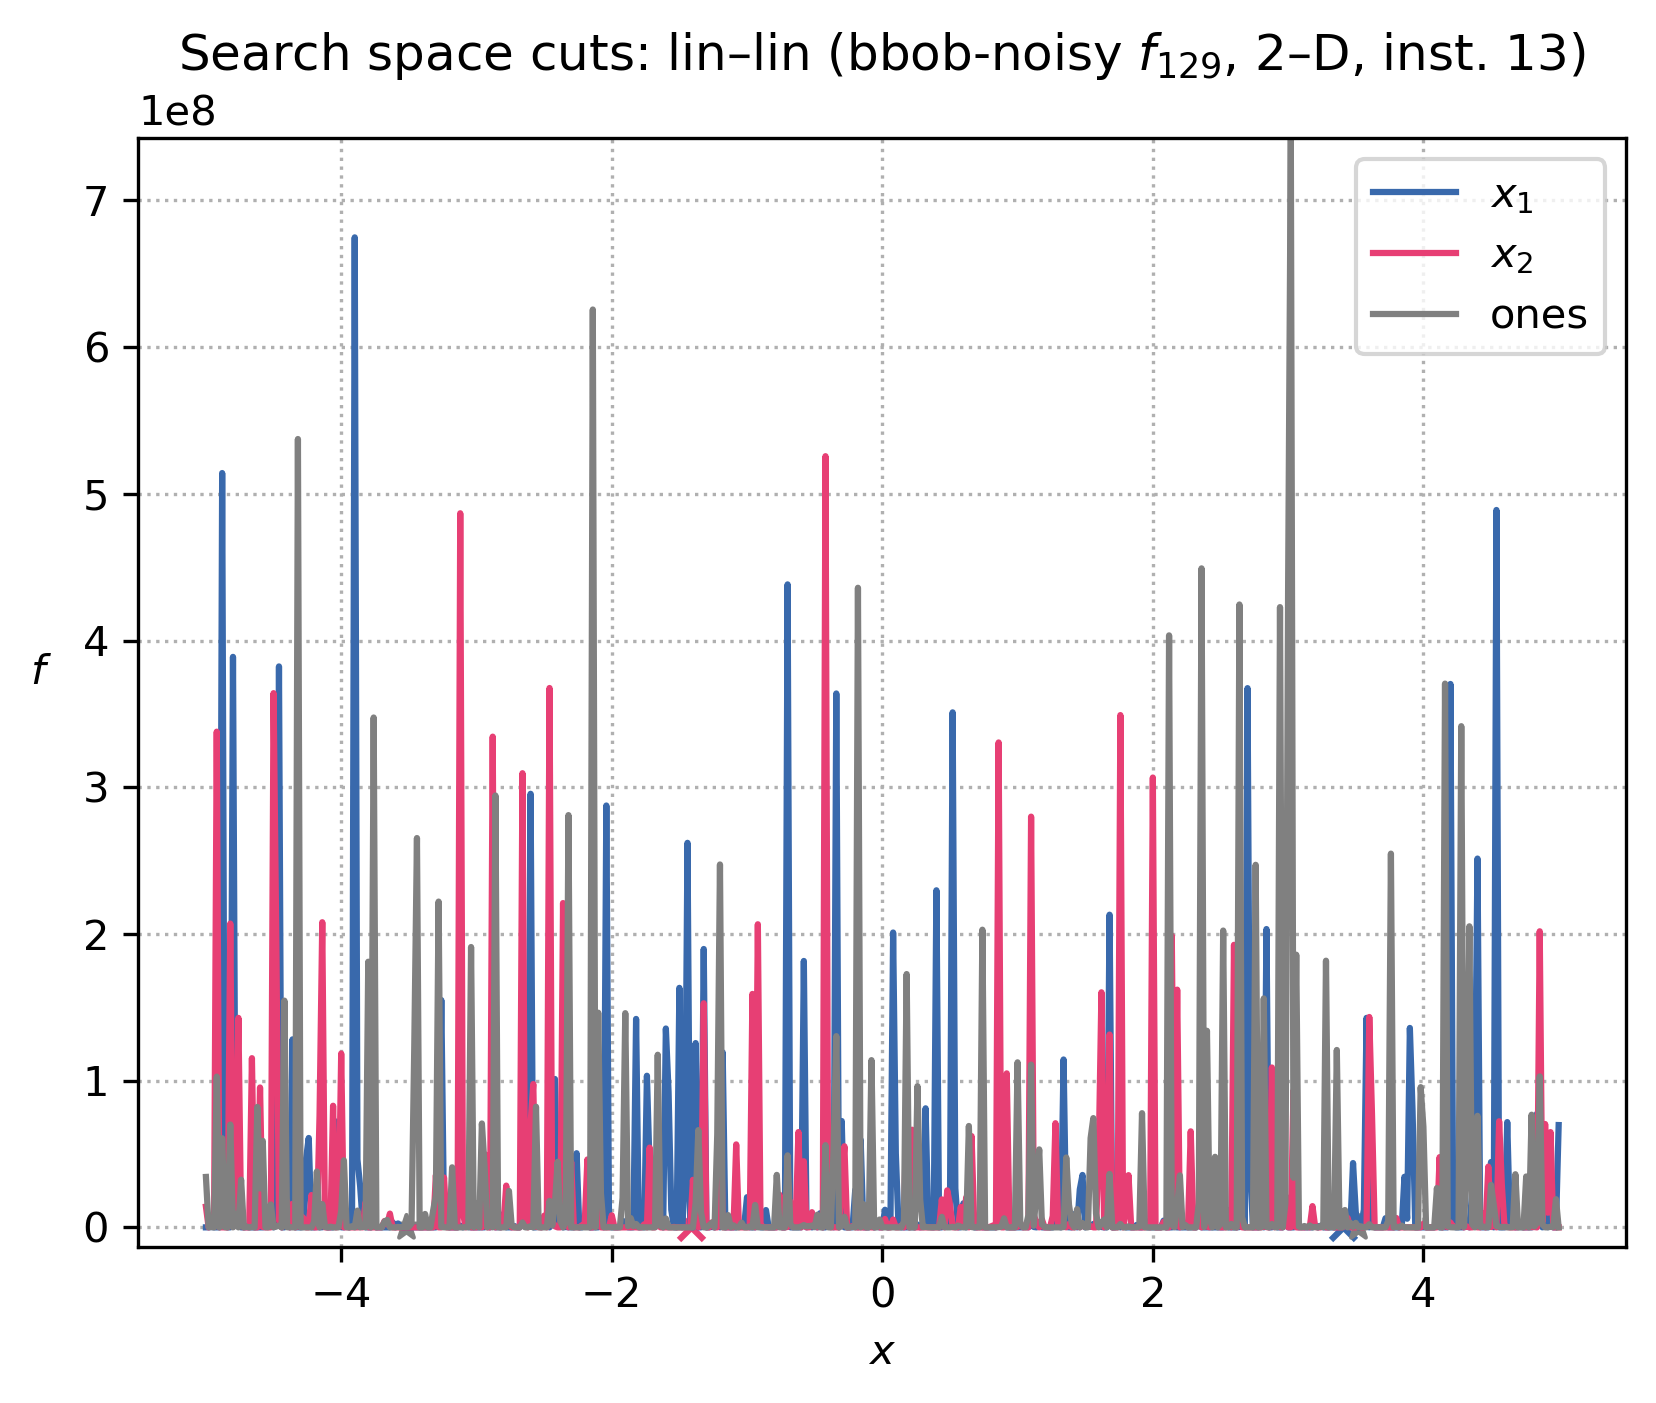 Search space cuts: lin–lin (bbob-noisy f₁₂₉, 2–D, inst. 13)
1e8
7
6
5
4
3
2
1
0
f
x₁
x₂
ones
−4
−2
0
2
4
x